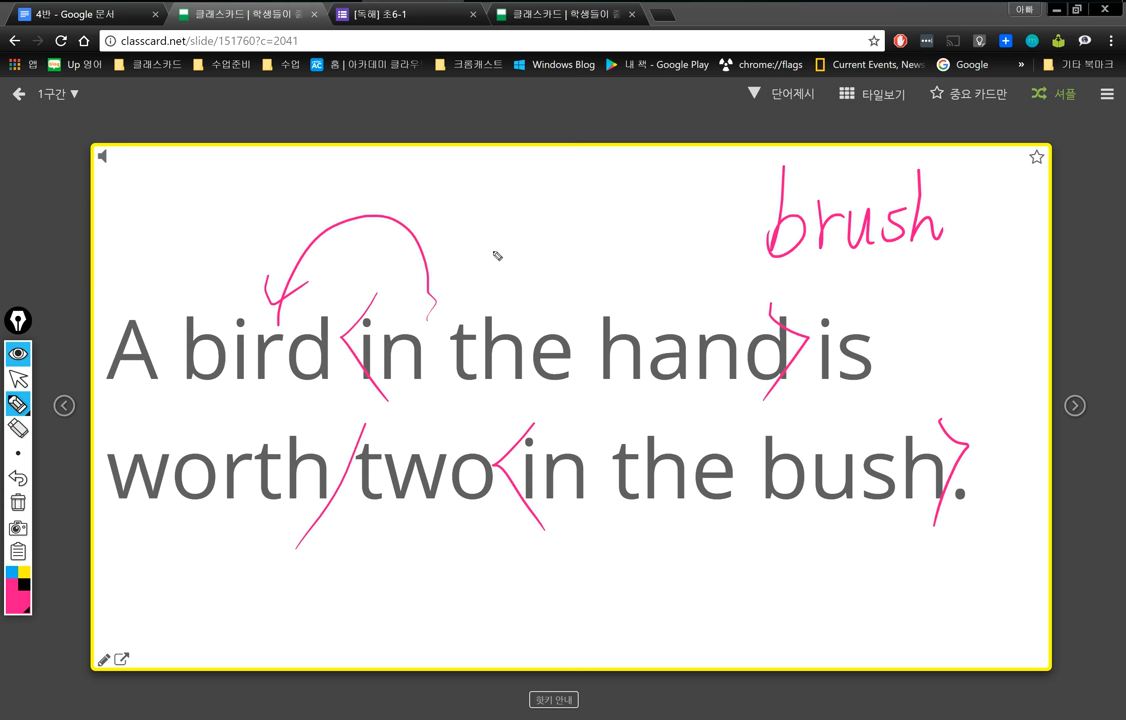 4반 - Google 문서
클래스카드 | 학생들이 좋
[독해] 초6-1
클래스카드 | 학생들이 좋
아빠
classcard.net/slide/151760?c=2041
앱
Up 영어
클래스카드
수업준비
수업
홈 | 아카데미 클라우
크롬캐스트
Windows Blog
내 책 - Google Play
chrome://flags
Current Events, News
Google
»
기타 북마크
1구간 ▼
단어제시
타일보기
중요 카드만
셔플
brush
A bird in the hand is
worth two in the bush.
핫키 안내